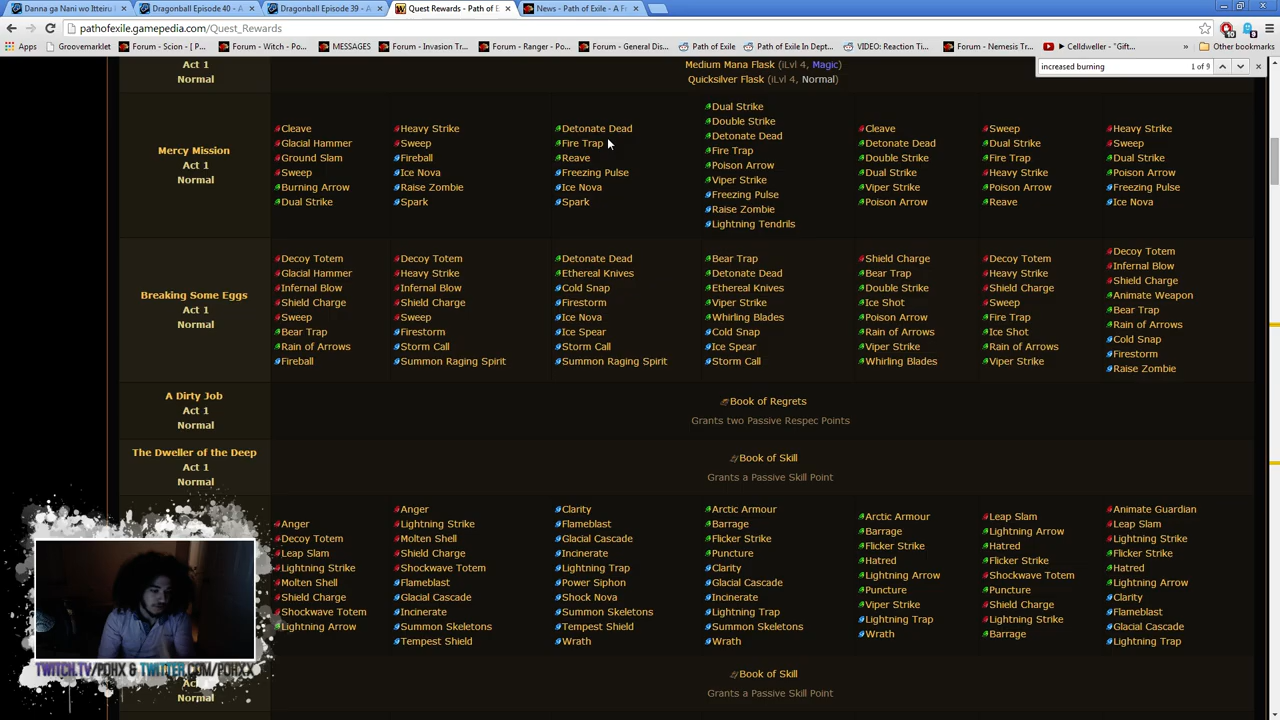 Danna ga Nani wo Itteiru I
Dragonball Episode 40 - A
Dragonball Episode 39 - A
Quest Rewards - Path of E
News - Path of Exile - A F
pathofexile.gamepedia.com/Quest_Rewards
Apps
Groovemarklet
Forum - Scion - [ P...
Forum - Witch - Po...
MESSAGES
Forum - Invasion Tr...
Forum - Ranger - Po...
Forum - General Dis...
Path of Exile
Path of Exile In Dept...
VIDEO: Reaction Ti...
Forum - Nemesis Tr...
Celldweller - "Gift...
»
Other bookmarks
increased burning
1 of 9
Act 1
Normal
Medium Mana Flask (iLvl 4, Magic)
Quicksilver Flask (iLvl 4, Normal)
Mercy Mission
Act 1
Normal
Cleave
Glacial Hammer
Ground Slam
Sweep
Burning Arrow
Dual Strike
Heavy Strike
Sweep
Fireball
Ice Nova
Raise Zombie
Spark
Detonate Dead
Fire Trap
Reave
Freezing Pulse
Ice Nova
Spark
Dual Strike
Double Strike
Detonate Dead
Fire Trap
Poison Arrow
Viper Strike
Freezing Pulse
Raise Zombie
Lightning Tendrils
Cleave
Detonate Dead
Double Strike
Dual Strike
Viper Strike
Poison Arrow
Sweep
Dual Strike
Fire Trap
Heavy Strike
Poison Arrow
Reave
Heavy Strike
Sweep
Dual Strike
Poison Arrow
Freezing Pulse
Ice Nova
Breaking Some Eggs
Act 1
Normal
Decoy Totem
Glacial Hammer
Infernal Blow
Shield Charge
Sweep
Bear Trap
Rain of Arrows
Fireball
Decoy Totem
Heavy Strike
Infernal Blow
Shield Charge
Sweep
Firestorm
Storm Call
Summon Raging Spirit
Detonate Dead
Ethereal Knives
Cold Snap
Firestorm
Ice Nova
Ice Spear
Storm Call
Summon Raging Spirit
Bear Trap
Detonate Dead
Ethereal Knives
Viper Strike
Whirling Blades
Cold Snap
Ice Spear
Storm Call
Shield Charge
Bear Trap
Double Strike
Ice Shot
Poison Arrow
Rain of Arrows
Viper Strike
Whirling Blades
Decoy Totem
Heavy Strike
Shield Charge
Sweep
Fire Trap
Ice Shot
Rain of Arrows
Viper Strike
Decoy Totem
Infernal Blow
Shield Charge
Animate Weapon
Bear Trap
Rain of Arrows
Cold Snap
Firestorm
Raise Zombie
A Dirty Job
Act 1
Normal
Book of Regrets
Grants two Passive Respec Points
The Dweller of the Deep
Act 1
Normal
Book of Skill
Grants a Passive Skill Point
Anger
Decoy Totem
Leap Slam
Lightning Strike
Molten Shell
Shield Charge
Shockwave Totem
Lightning Arrow
Anger
Lightning Strike
Molten Shell
Shield Charge
Shockwave Totem
Flameblast
Glacial Cascade
Incinerate
Summon Skeletons
Tempest Shield
Clarity
Flameblast
Glacial Cascade
Incinerate
Lightning Trap
Power Siphon
Shock Nova
Summon Skeletons
Tempest Shield
Wrath
Arctic Armour
Barrage
Flicker Strike
Puncture
Clarity
Glacial Cascade
Incinerate
Lightning Trap
Summon Skeletons
Wrath
Arctic Armour
Barrage
Flicker Strike
Hatred
Lightning Arrow
Puncture
Viper Strike
Lightning Trap
Wrath
Leap Slam
Lightning Arrow
Hatred
Flicker Strike
Shockwave Totem
Puncture
Shield Charge
Lightning Strike
Barrage
Animate Guardian
Leap Slam
Lightning Strike
Flicker Strike
Hatred
Lightning Arrow
Clarity
Flameblast
Glacial Cascade
Lightning Trap
TWITCH.TV/POHX & TWITTER.COM/POHXX
Act 1
Normal
Book of Skill
Grants a Passive Skill Point